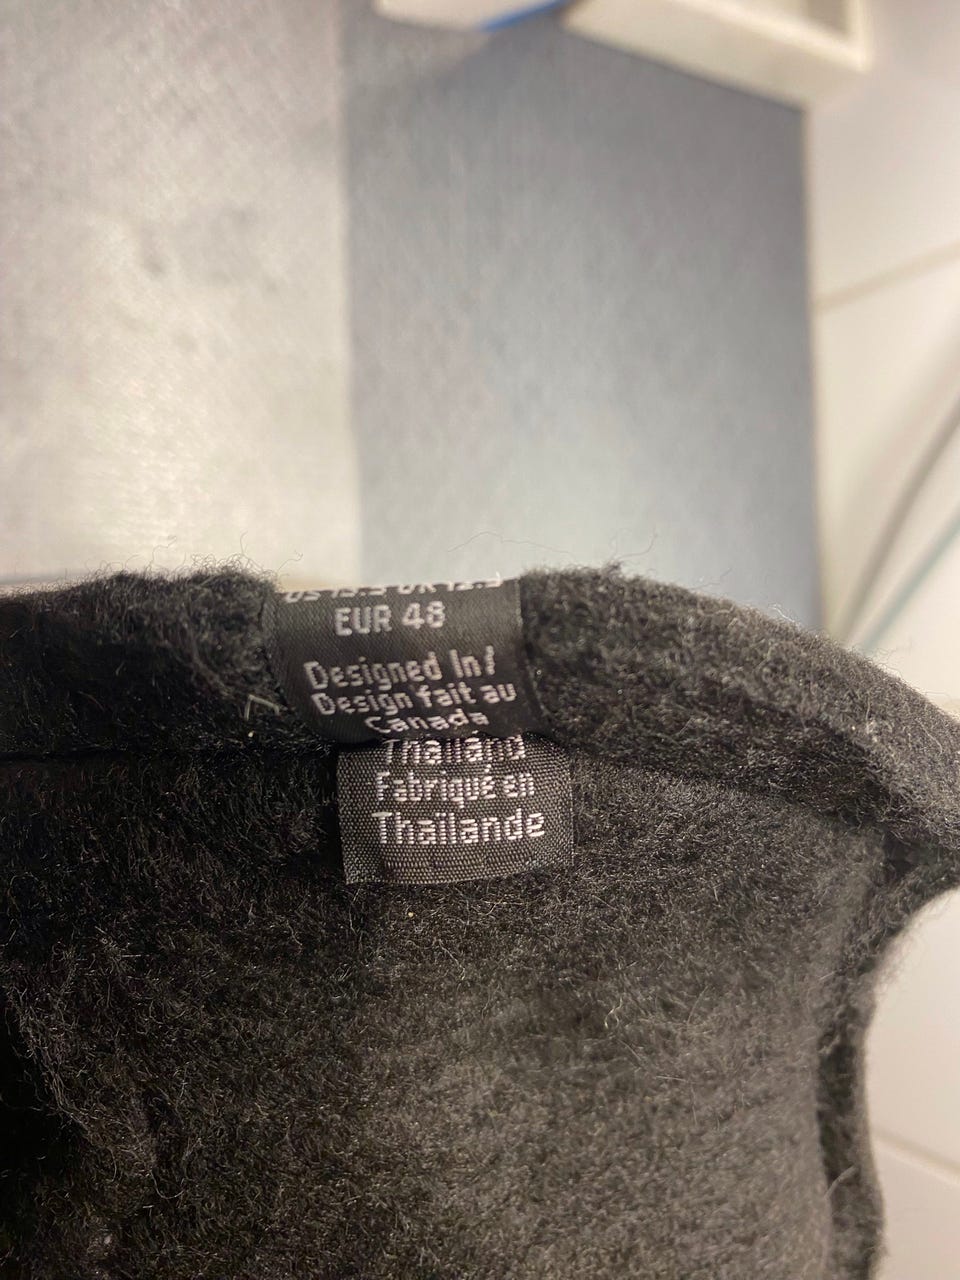 EUR 48
Designed In/
Design fait au
Canada
Thailand
Fabriqué en
Thaïlande